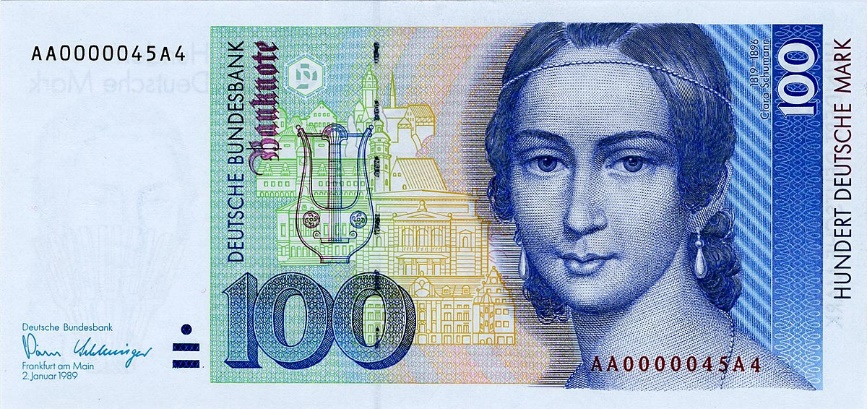 AA0000045A4
DEUTSCHE BUNDESBANK
Banknote
1819–1896
Clara Schumann
100
HUNDERT DEUTSCHE MARK
100
Deutsche Bundesbank
Frankfurt am Main
2. Januar 1989
AA0000045A4